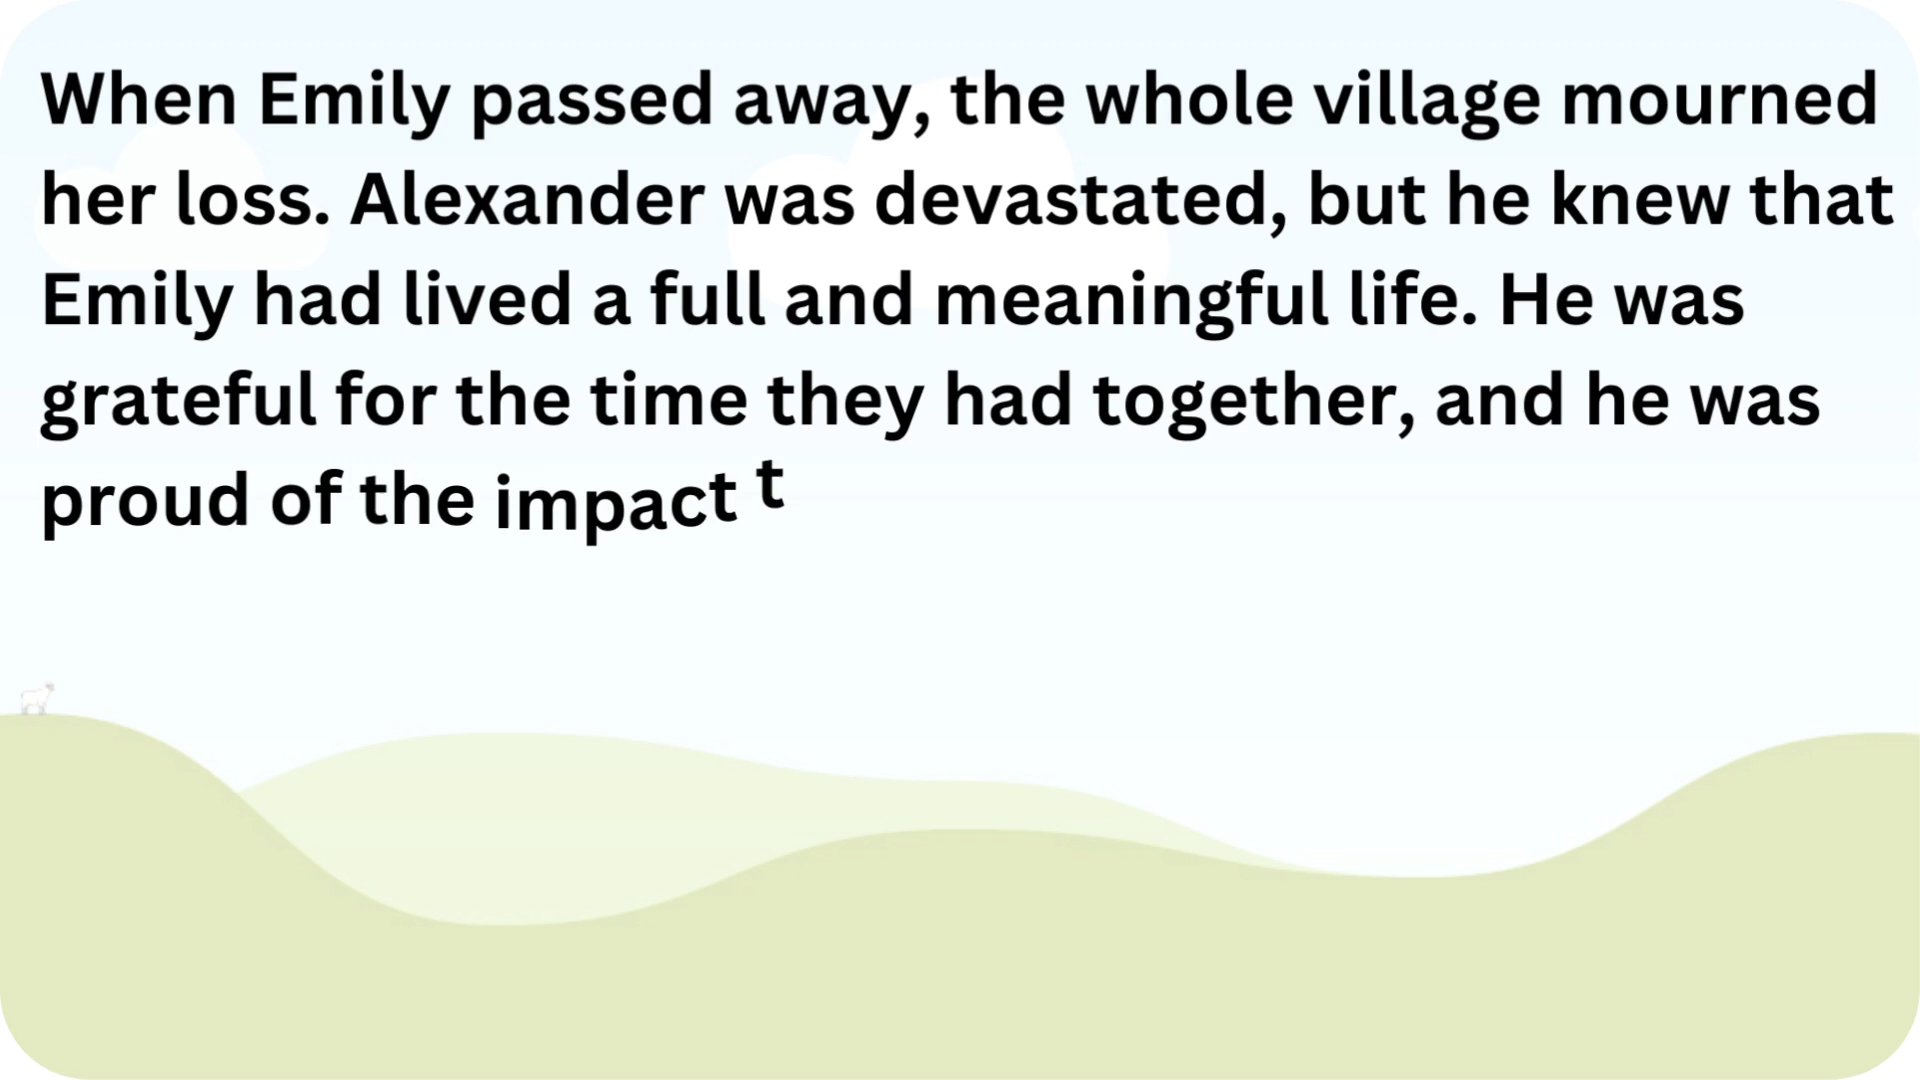 When Emily passed away, the whole village mourned
her loss. Alexander was devastated, but he knew that
Emily had lived a full and meaningful life. He was
grateful for the time they had together, and he was
proud of the impact t